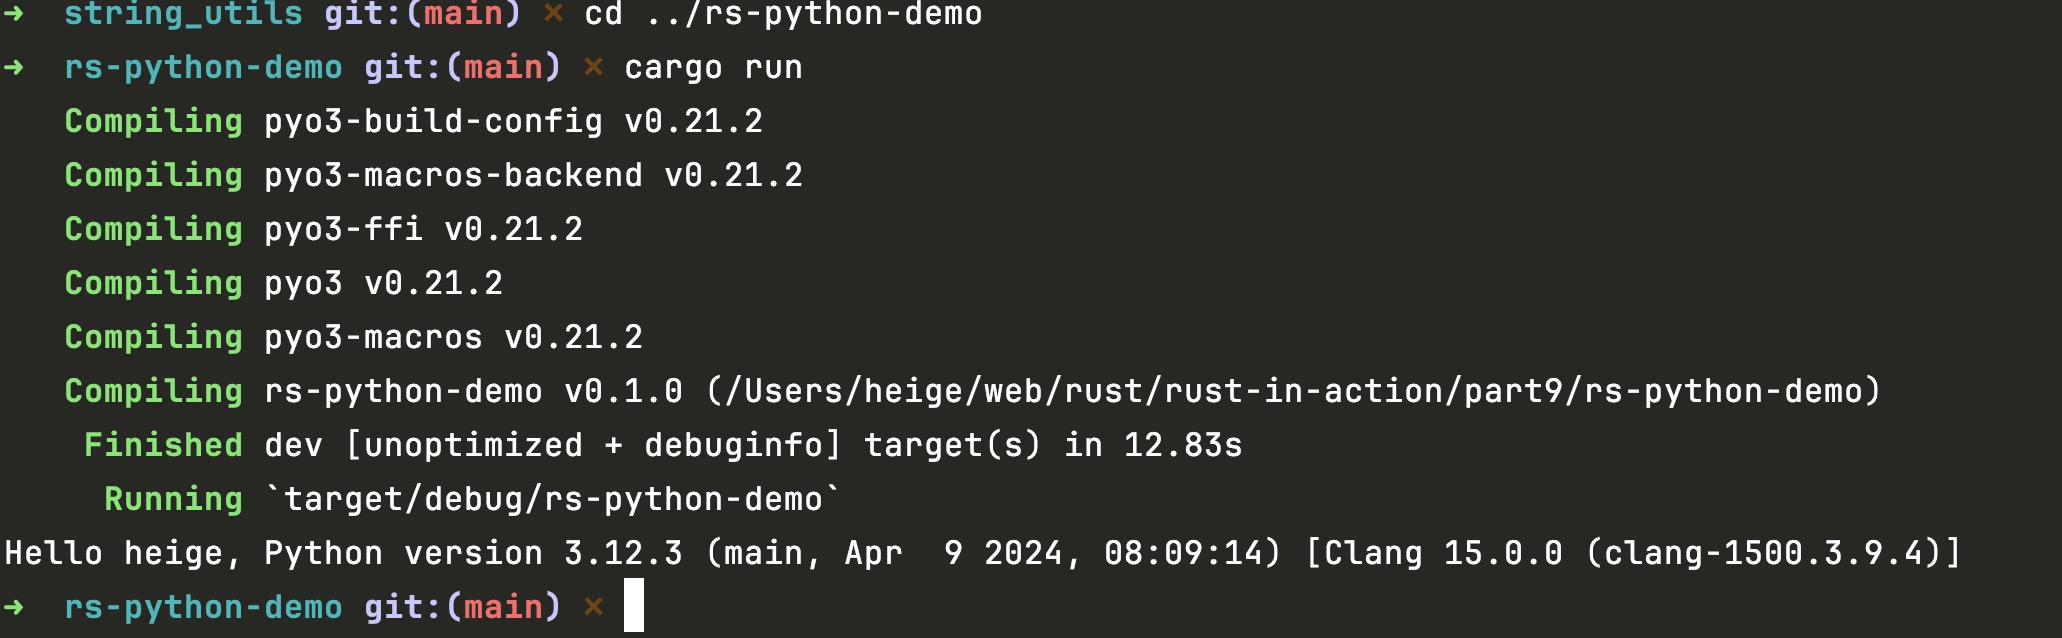 ➜  string_utils git:(main) ✗ cd ../rs-python-demo
➜  rs-python-demo git:(main) ✗ cargo run
   Compiling pyo3-build-config v0.21.2
   Compiling pyo3-macros-backend v0.21.2
   Compiling pyo3-ffi v0.21.2
   Compiling pyo3 v0.21.2
   Compiling pyo3-macros v0.21.2
   Compiling rs-python-demo v0.1.0 (/Users/heige/web/rust/rust-in-action/part9/rs-python-demo)
    Finished dev [unoptimized + debuginfo] target(s) in 12.83s
     Running `target/debug/rs-python-demo`
Hello heige, Python version 3.12.3 (main, Apr  9 2024, 08:09:14) [Clang 15.0.0 (clang-1500.3.9.4)]
➜  rs-python-demo git:(main) ✗